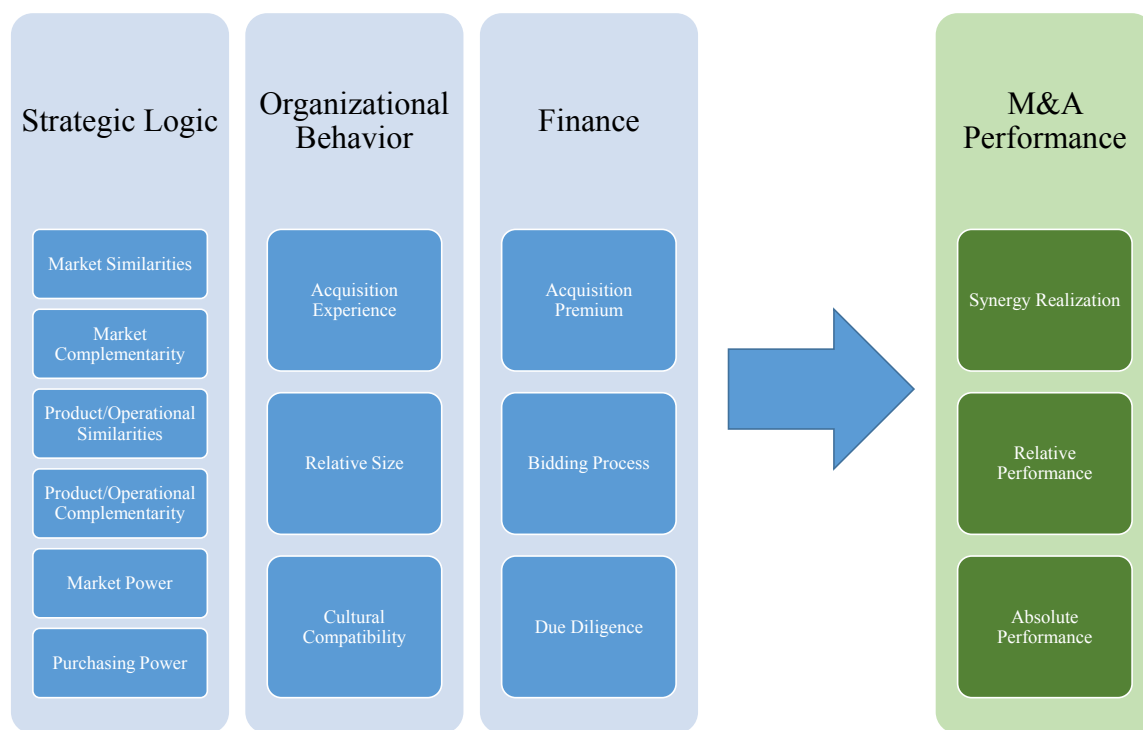 Strategic Logic
Market Similarities
Market
Complementarity
Product/Operational
Similarities
Product/Operational
Complementarity
Market Power
Purchasing Power
Organizational
Behavior
Acquisition
Experience
Relative Size
Cultural
Compatibility
Finance
Acquisition
Premium
Bidding Process
Due Diligence
M&A
Performance
Synergy Realization
Relative
Performance
Absolute
Performance